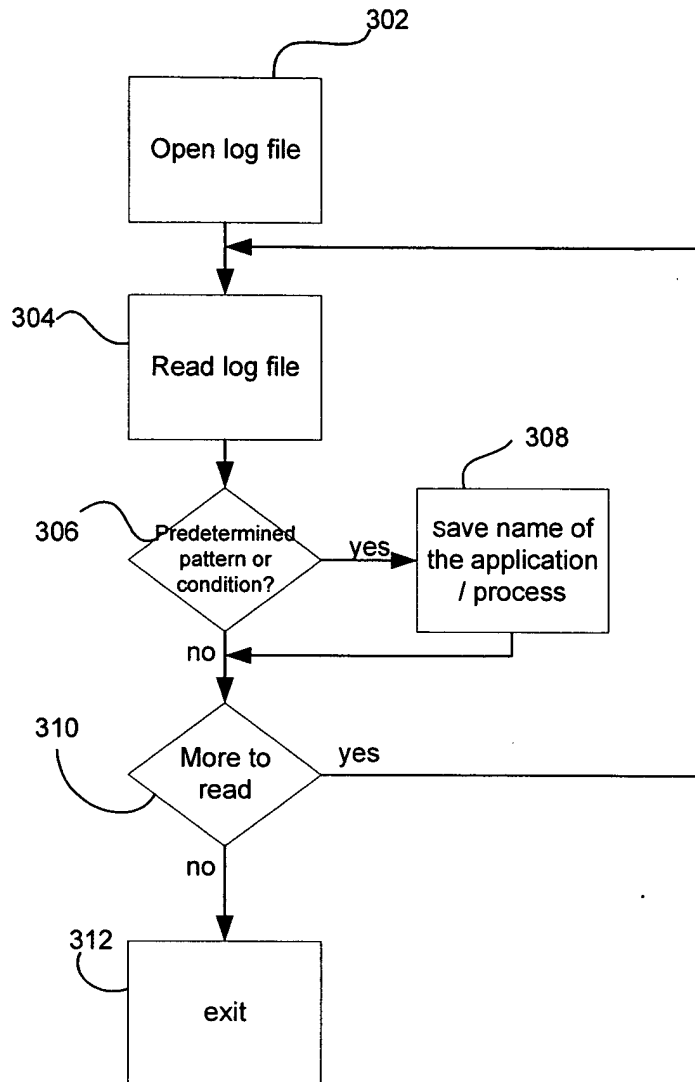 302
Open log file
304
Read log file
306
Predetermined
pattern or
condition?
yes
308
save name of
the application
/ process
no
310
More to
read
yes
no
312
exit